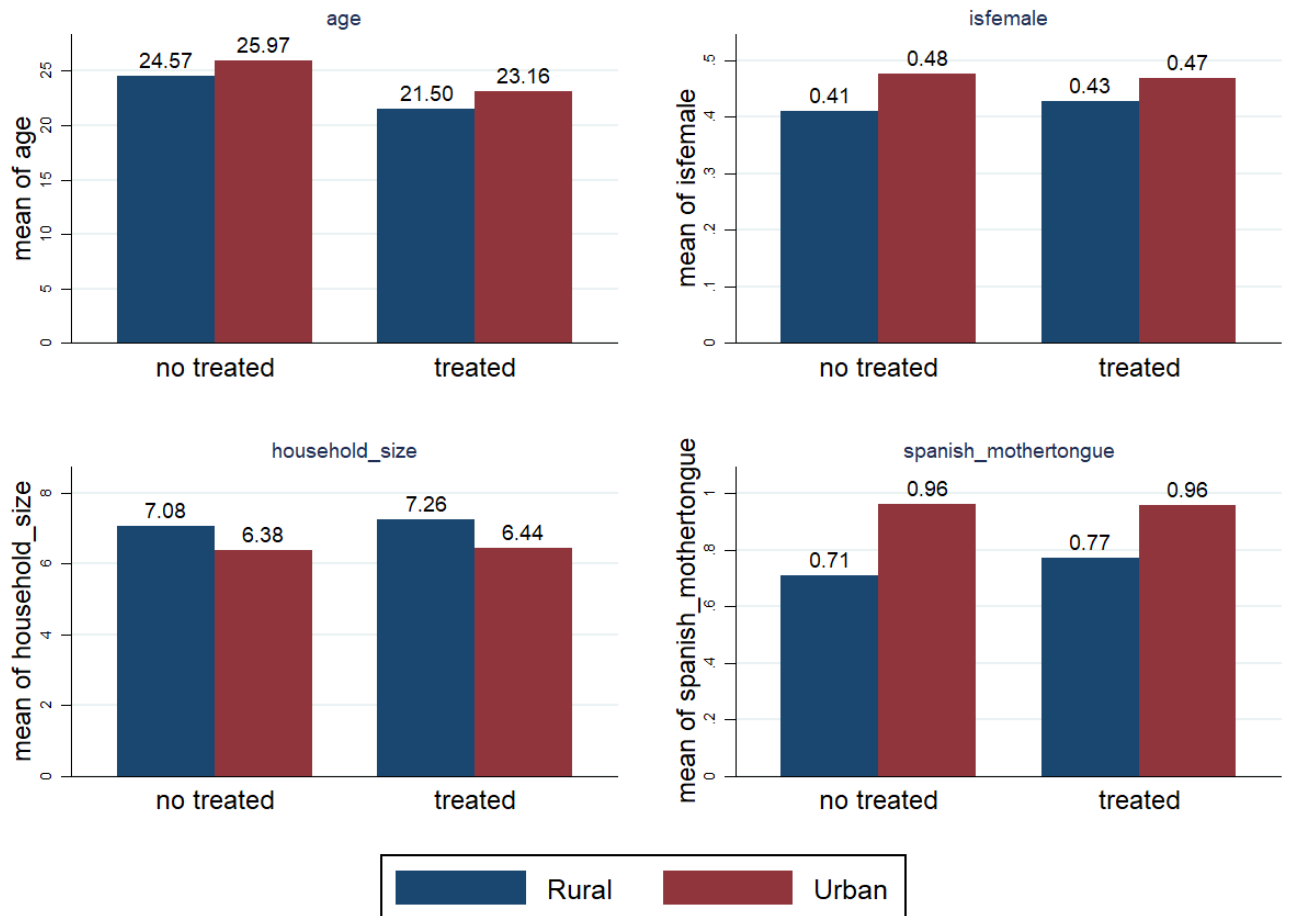 age
mean of age
25
20
15
10
5
0
24.57
25.97
21.50
23.16
no treated
treated
isfemale
mean of isfemale
.5
.4
.3
.2
.1
0
0.41
0.48
0.43
0.47
no treated
treated
household_size
mean of household_size
8
6
4
2
0
7.08
6.38
7.26
6.44
no treated
treated
spanish_mothertongue
mean of spanish_mothertongue
1
.8
.6
.4
.2
0
0.71
0.96
0.77
0.96
no treated
treated
Rural
Urban